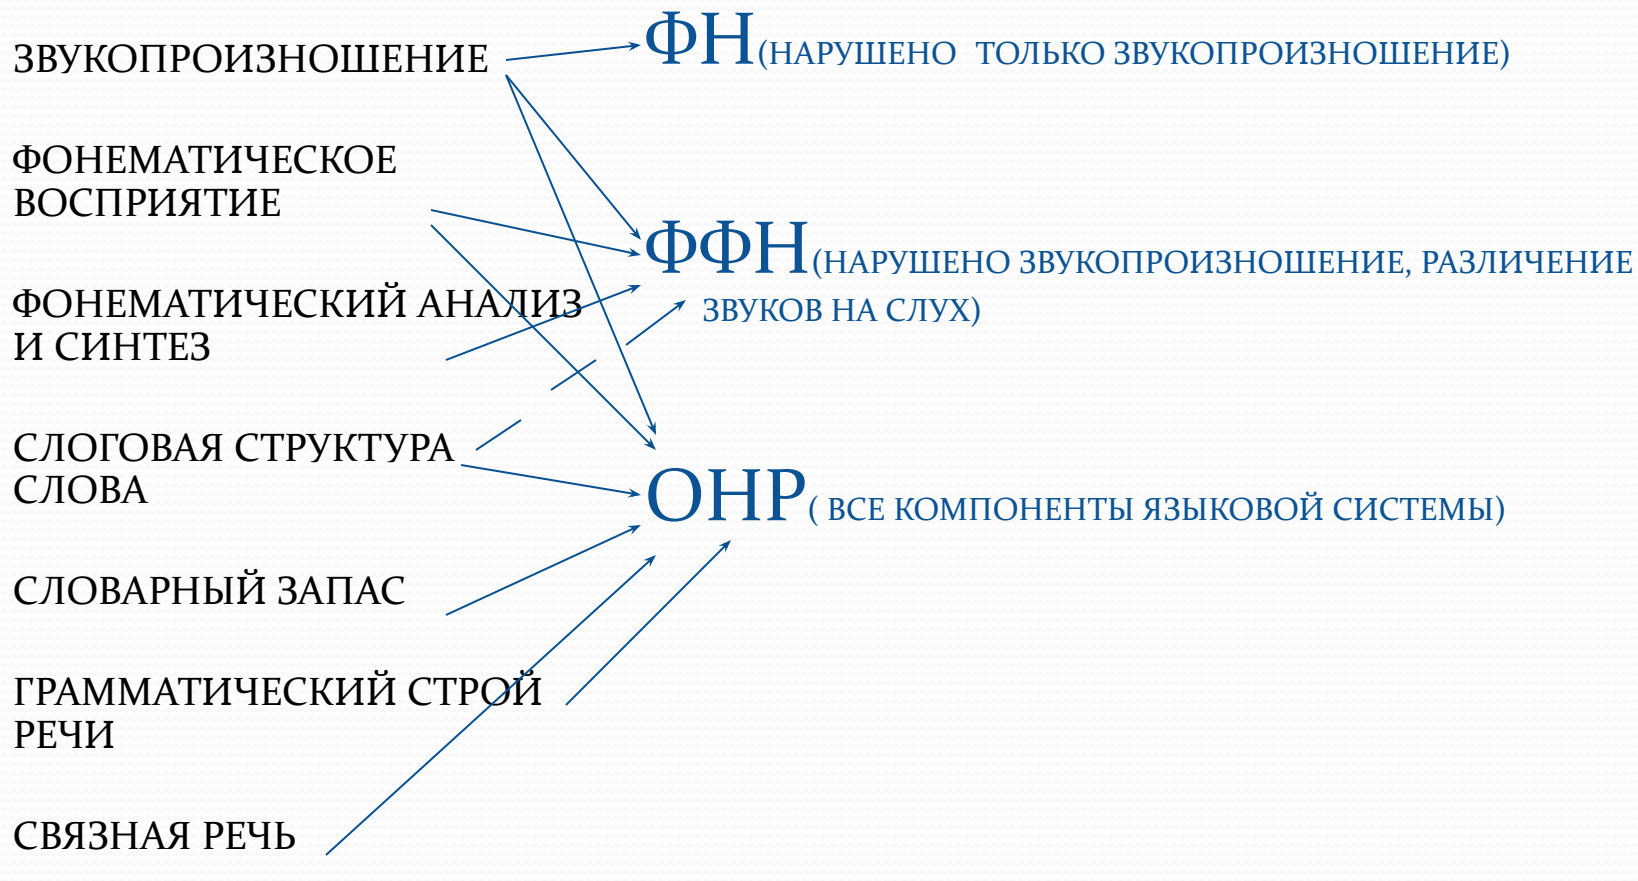 ЗВУКОПРОИЗНОШЕНИЕ
ФОНЕМАТИЧЕСКОЕ
ВОСПРИЯТИЕ
ФОНЕМАТИЧЕСКИЙ АНАЛИЗ
И СИНТЕЗ
СЛОГОВАЯ СТРУКТУРА
СЛОВА
СЛОВАРНЫЙ ЗАПАС
ГРАММАТИЧЕСКИЙ СТРОЙ
РЕЧИ
СВЯЗНАЯ РЕЧЬ
ФН(НАРУШЕНО ТОЛЬКО ЗВУКОПРОИЗНОШЕНИЕ)
ФФН(НАРУШЕНО ЗВУКОПРОИЗНОШЕНИЕ, РАЗЛИЧЕНИЕ
ЗВУКОВ НА СЛУХ)
ОНР( ВСЕ КОМПОНЕНТЫ ЯЗЫКОВОЙ СИСТЕМЫ)